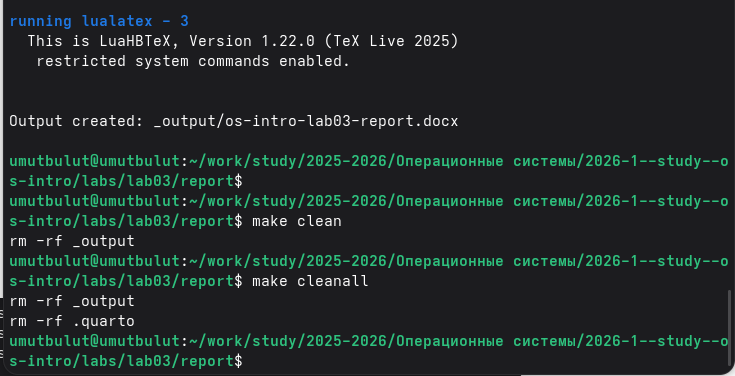 running lualatex - 3
This is LuaHBTeX, Version 1.22.0 (TeX Live 2025)
restricted system commands enabled.
Output created: _output/os-intro-lab03-report.docx
umutbulut@umutbulut:~/work/study/2025-2026/Операционные системы/2026-1--study--o
s-intro/labs/lab03/report$
umutbulut@umutbulut:~/work/study/2025-2026/Операционные системы/2026-1--study--o
s-intro/labs/lab03/report$ make clean
rm -rf _output
umutbulut@umutbulut:~/work/study/2025-2026/Операционные системы/2026-1--study--o
s-intro/labs/lab03/report$ make cleanall
rm -rf _output
rm -rf .quarto
umutbulut@umutbulut:~/work/study/2025-2026/Операционные системы/2026-1--study--o
s-intro/labs/lab03/report$